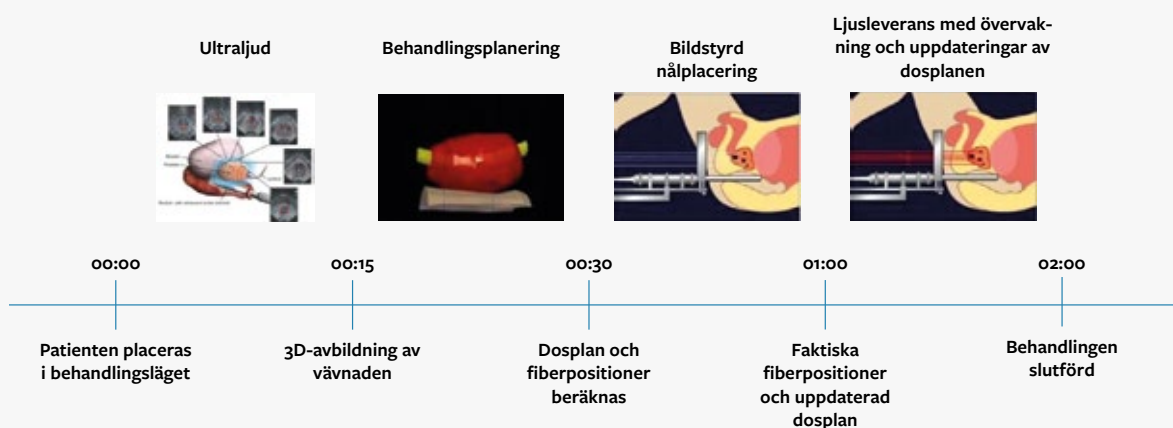 Ultraljud
Behandlingsplanering
Bildstyrd
nålplacering
Ljusleverans med övervak-
ning och uppdateringar av
dosplanen
00:00
00:15
00:30
01:00
02:00
Patienten placeras
i behandlingsläget
3D-avbildning av
vävnaden
Dosplan och
fiberpositioner
beräknas
Faktiska
fiberpositioner
och uppdaterad
dosplan
Behandlingen
slutförd